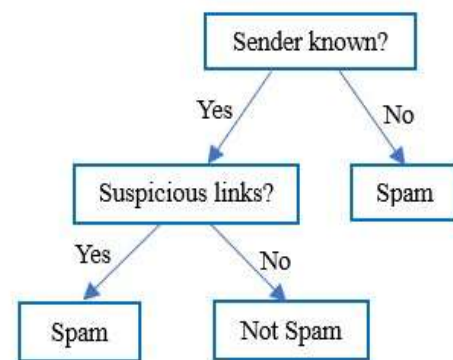 Sender known?
Yes
No
Suspicious links?
Spam
Yes
No
Spam
Not Spam